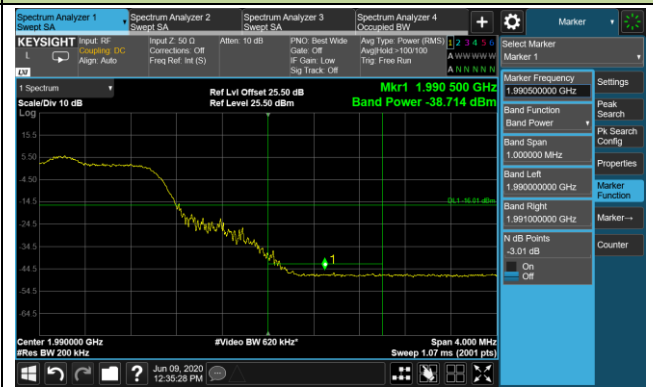 Spectrum Analyzer 1
Swept SA
Spectrum Analyzer 2
Swept SA
Spectrum Analyzer 3
Swept SA
Spectrum Analyzer 4
Occupied BW
+
Marker
KEYSIGHT
L
LNI
Input: RF
Coupling: DC
Align: Auto
Input Z: 50 Ω
Corrections: Off
Freq Ref: Int (S)
Atten: 10 dB
PNO: Best Wide
Gate: Off
IF Gain: Low
Sig Track: Off
Avg Type: Power (RMS)
Avg|Hold:>100/100
Trig: Free Run
1 2 3 4 5 6
A W W W W W
A N N N N N
1 Spectrum
Scale/Div 10 dB
Log
Ref Lvl Offset 25.50 dB
Ref Level 25.50 dBm
Mkr1 1.990 500 GHz
Band Power -38.714 dBm
15.5
5.50
-4.50
-14.5
-24.5
-34.5
-44.5
-54.5
-64.5
DL1 -16.01 dBm
1
Center 1.990000 GHz
#Res BW 200 kHz
#Video BW 620 kHz*
Span 4.000 MHz
Sweep 1.07 ms (2001 pts)
Select Marker
Marker 1
Marker Frequency
1.990500000 GHz
Band Function
Band Power
Band Span
1.000000 MHz
Band Left
1.990000000 GHz
Band Right
1.991000000 GHz
N dB Points
-3.01 dB
On
Off
Settings
Peak
Search
Pk Search
Config
Properties
Marker
Function
Marker→
Counter
?
Jun 09, 2020
12:35:28 PM